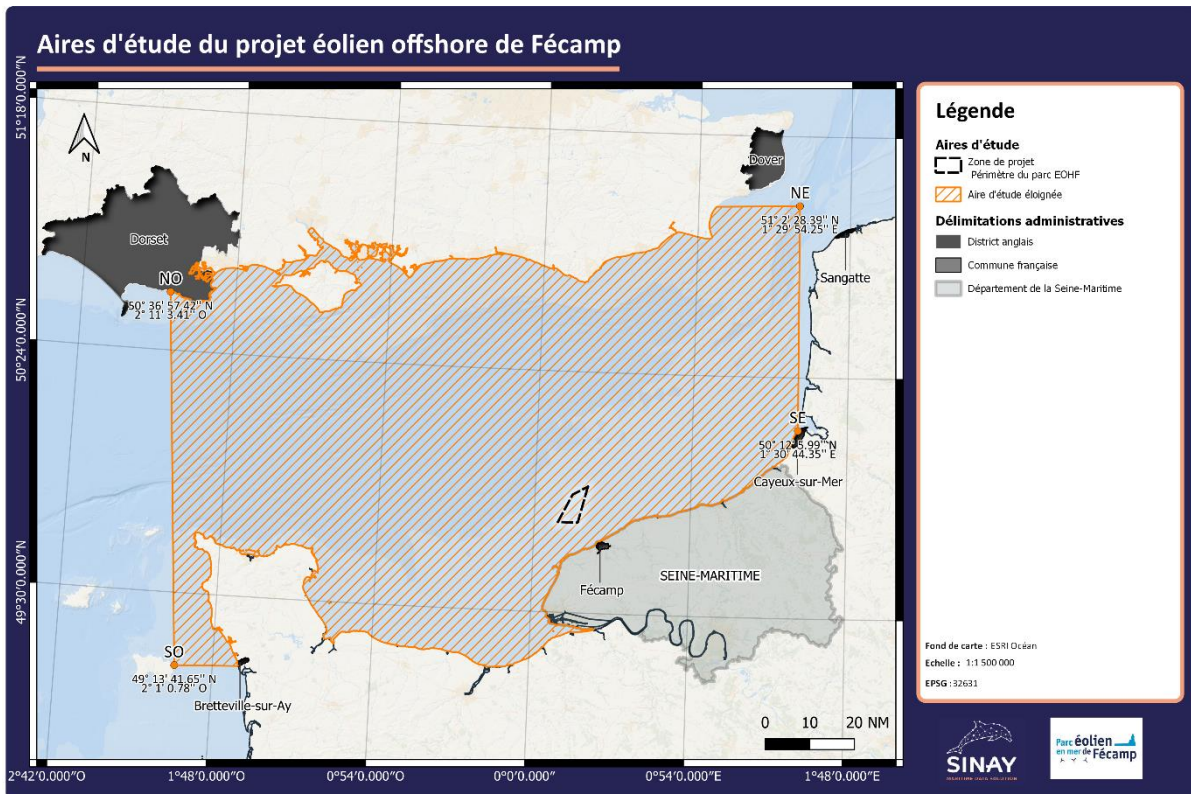 Aires d'étude du projet éolien offshore de Fécamp
51°18'0.000"N
50°24'0.000"N
49°30'0.000"N
N
Dover
NE
51° 2' 28.39'' N
1° 29' 54.25'' E
Dorset
Sangatte
NO
50° 36' 57.42'' N
2° 11' 3.41'' O
SE
50° 12' 5.99'' N
1° 30' 44.35'' E
Cayeux-sur-Mer
SEINE-MARITIME
Fécamp
SO
49° 13' 41.65'' N
2° 1' 0.78'' O
Bretteville-sur-Ay
0 10 20 NM
2°42'0.000"O 1°48'0.000"O 0°54'0.000"O 0°0'0.000" 0°54'0.000"E 1°48'0.000"E
Légende
Aires d'étude
Zone de projet
Périmètre du parc EOHF
Aire d'étude éloignée
Délimitations administratives
District anglais
Commune française
Département de la Seine-Maritime
Fond de carte : ESRI Océan
Echelle : 1:1 500 000
EPSG :32631
SINAY
MARITIME DATA SOLUTION
Parc éolien
en mer de Fécamp